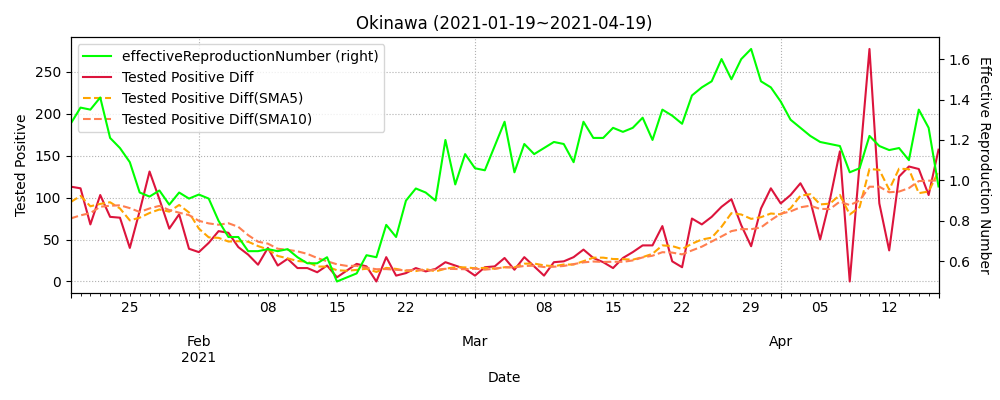 Okinawa (2021-01-19~2021-04-19)
effectiveReproductionNumber (right)
Tested Positive Diff
Tested Positive Diff(SMA5)
Tested Positive Diff(SMA10)
Tested Positive
250
200
150
100
50
0
1.6
1.4
1.2
1.0
0.8
0.6
Effective Reproduction Number
25 08 15 22 08 15 22 29 05 12
Feb Mar Apr
2021
Date